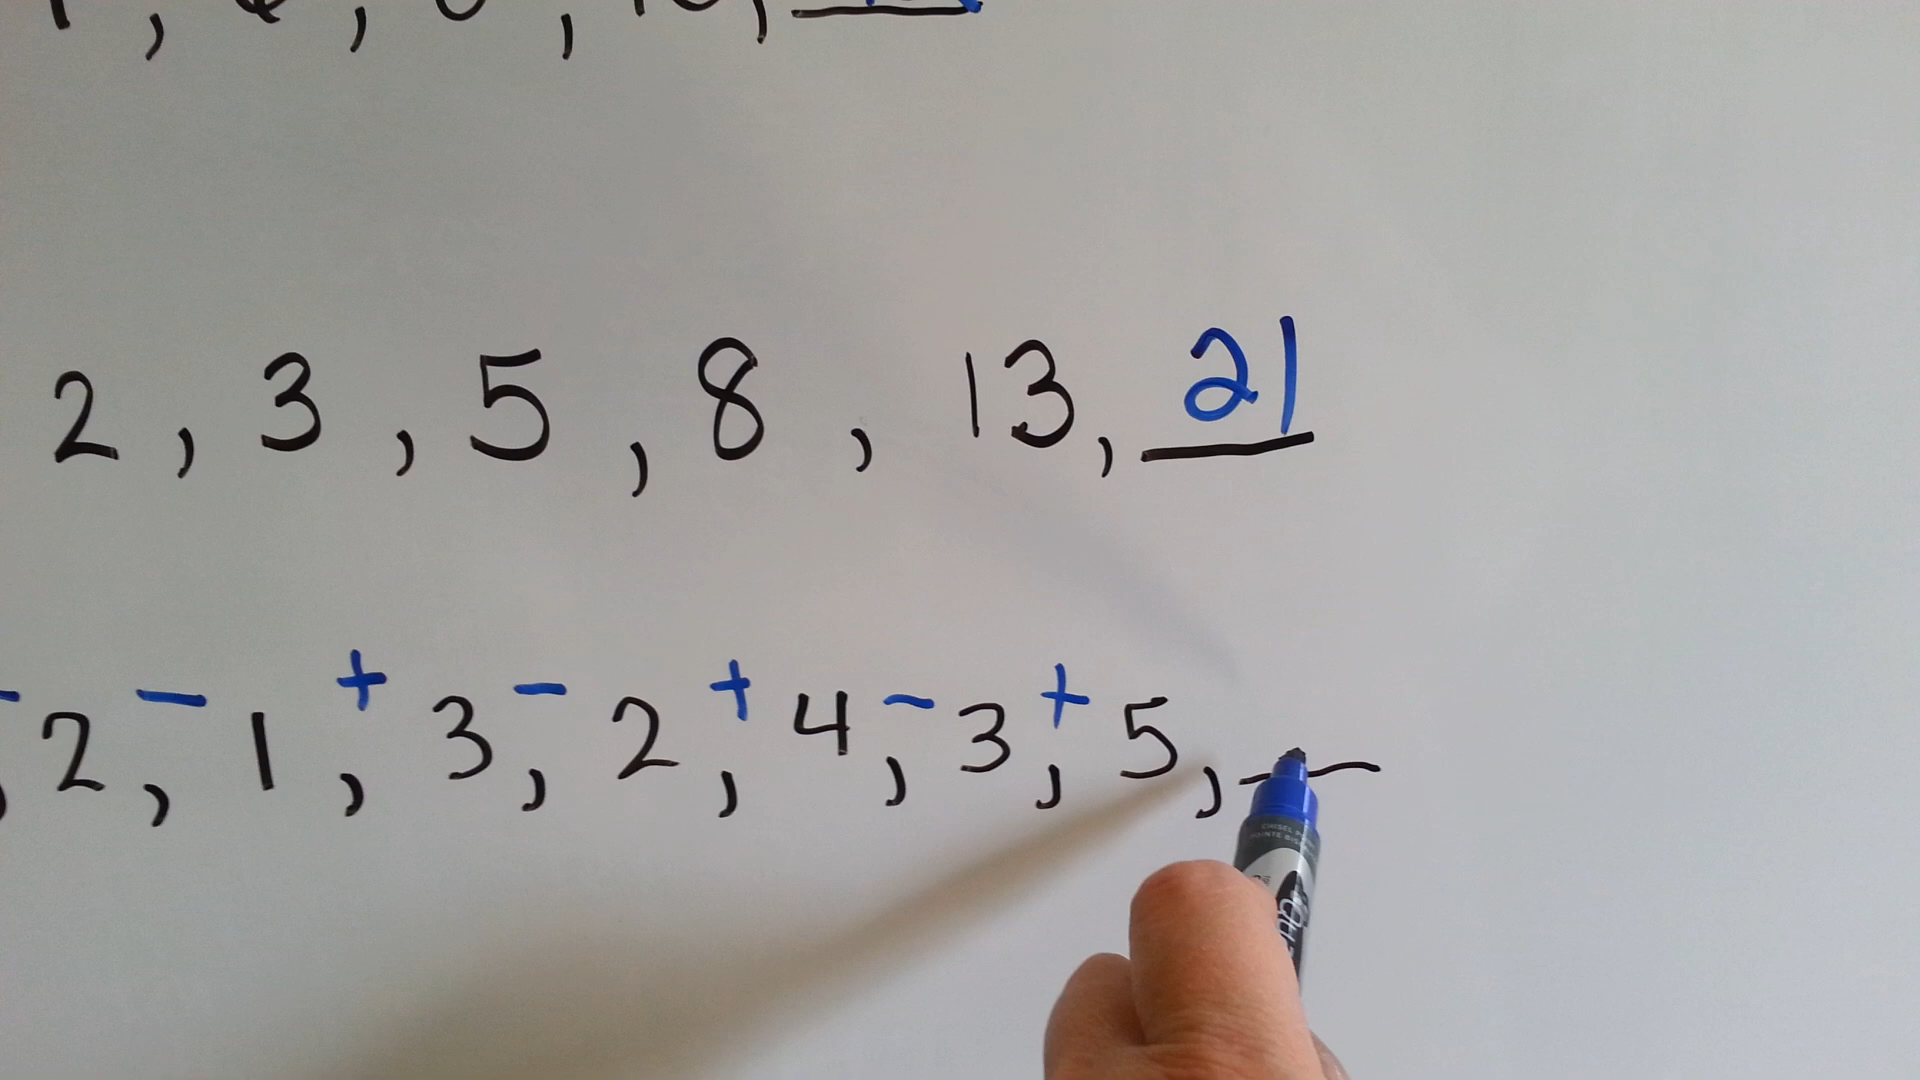 2, 3, 5, 8, 13, 21
- + - + - +
2, 1, 3, 2, 4, 3, 5,